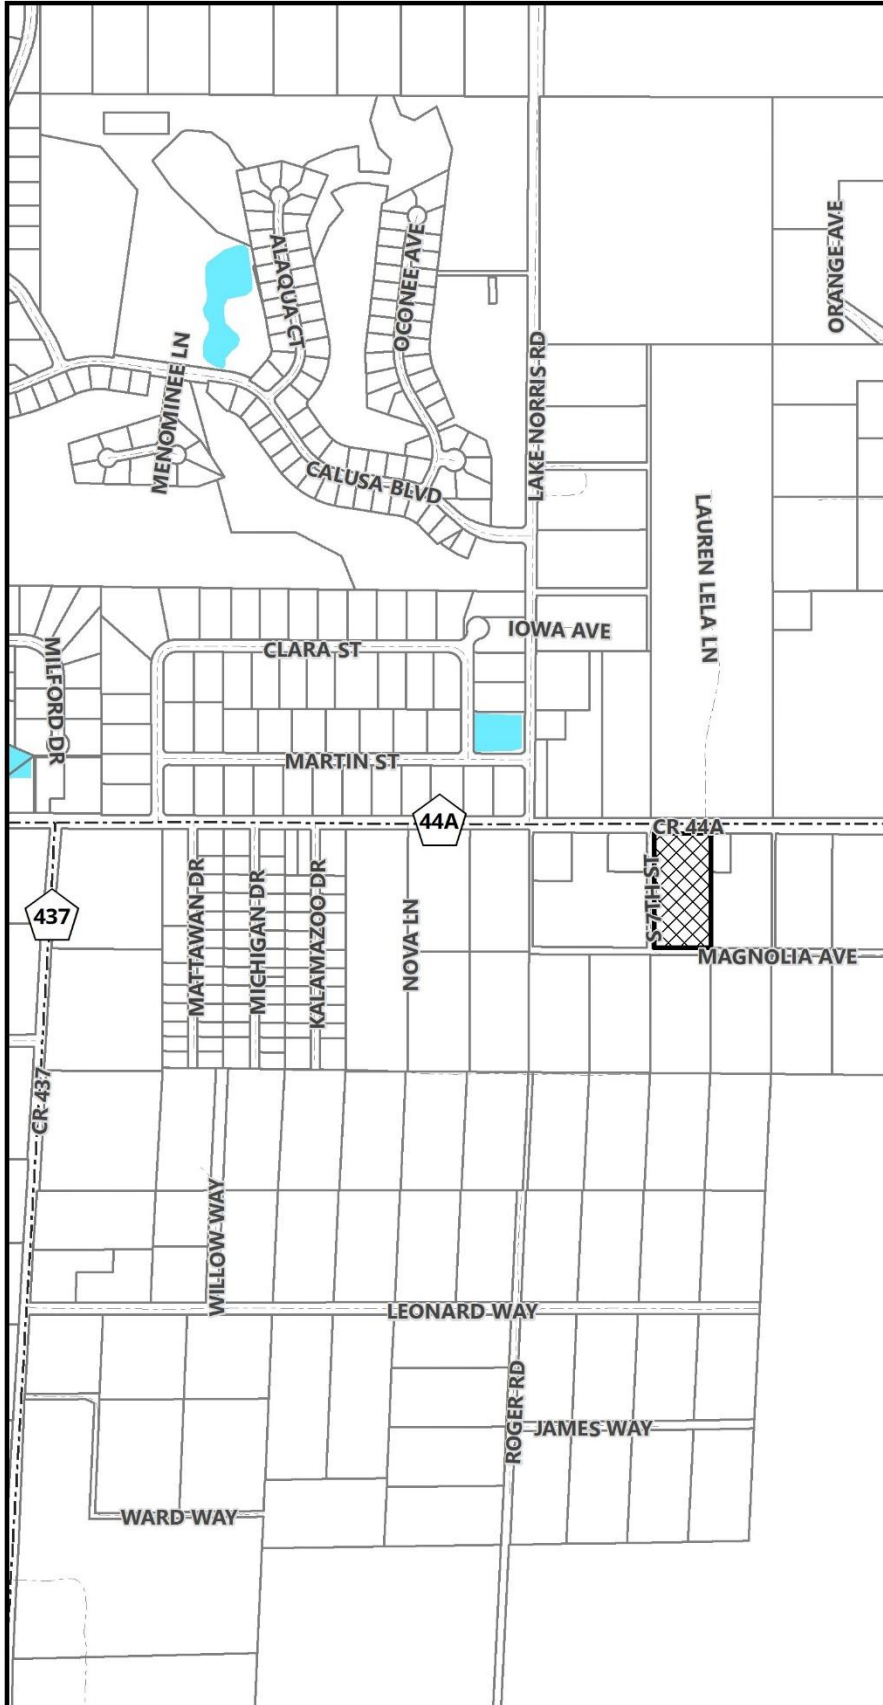 ORANGE AVE
ALAQUA CT
OCONEE AVE
MENOMINEE LN
LAKE NORRIS RD
CALUSA BLVD
LAUREN LELA LN
IOWA AVE
CLARA ST
MILFORD DR
MARTIN ST
44A
CR 44A
437
MATTAWAN DR
MICHIGAN DR
KALAMAZOO DR
NOVA LN
S 7TH ST
MAGNOLIA AVE
CR 437
WILLOW WAY
LEONARD WAY
ROGER RD
JAMES WAY
WARD WAY